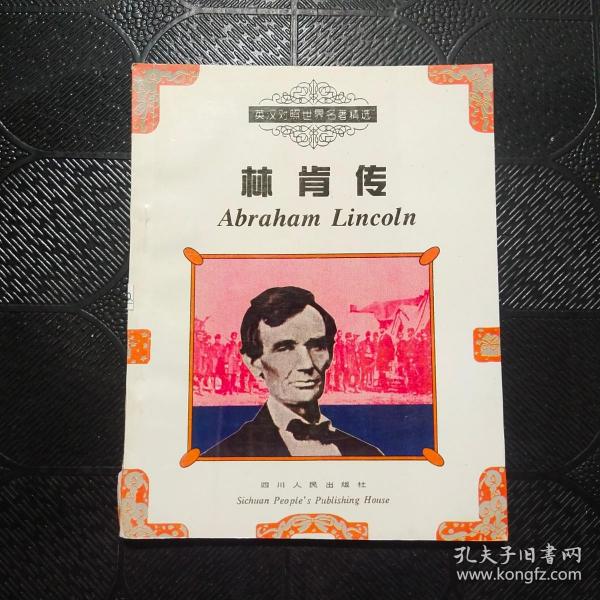 英汉对照世界名著精选
林肯传
Abraham Lincoln
四川人民出版社
Sichuan People's Publishing House
孔夫子旧书网
www.kongfz.com